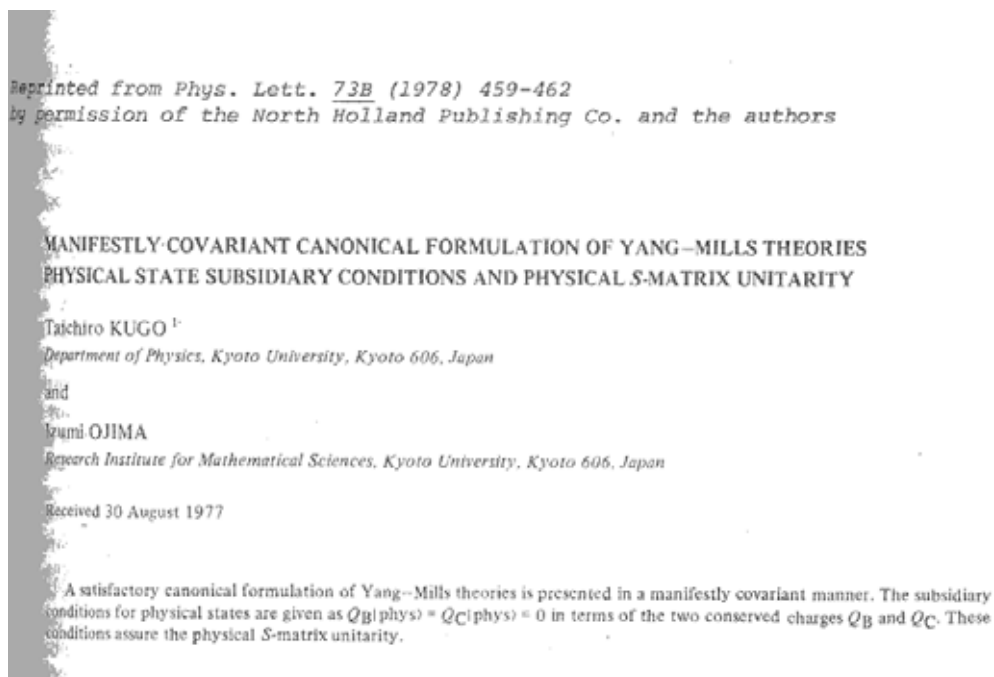 Reprinted from Phys. Lett. 73B (1978) 459-462
by permission of the North Holland Publishing Co. and the authors
MANIFESTLY COVARIANT CANONICAL FORMULATION OF YANG–MILLS THEORIES
PHYSICAL STATE SUBSIDIARY CONDITIONS AND PHYSICAL S-MATRIX UNITARITY
Taichiro KUGO 1
Department of Physics, Kyoto University, Kyoto 606, Japan
and
Izumi OJIMA
Research Institute for Mathematical Sciences, Kyoto University, Kyoto 606, Japan
Received 30 August 1977
A satisfactory canonical formulation of Yang–Mills theories is presented in a manifestly covariant manner. The subsidiary
conditions for physical states are given as QB|phys⟩ = QC|phys⟩ = 0 in terms of the two conserved charges QB and QC. These
conditions assure the physical S-matrix unitarity.